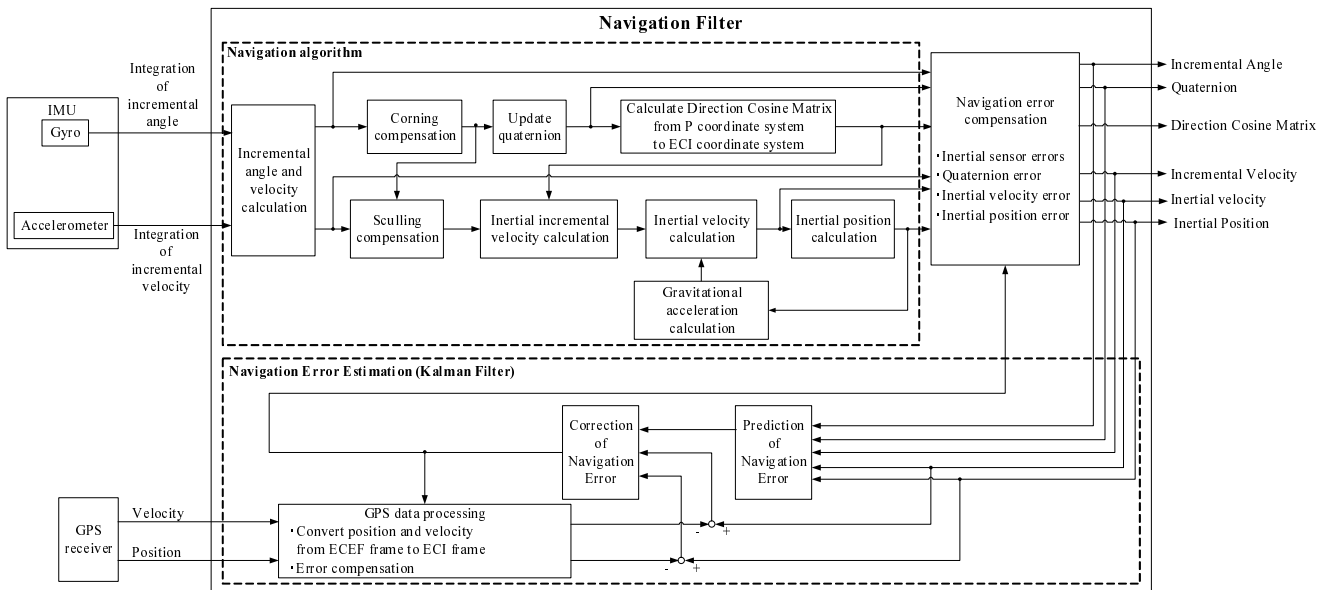 Navigation Filter
Navigation algorithm
Integration
of
incremental
angle
IMU
Gyro
Accelerometer
Integration
of
incremental
velocity
Incremental
angle and
velocity
calculation
Corning
compensation
Update
quaternion
Calculate Direction Cosine Matrix
from P coordinate system
to ECI coordinate system
Sculling
compensation
Inertial incremental
velocity calculation
Inertial velocity
calculation
Inertial position
calculation
Gravitational
acceleration
calculation
Navigation error
compensation
・Inertial sensor errors
・Quaternion error
・Inertial velocity error
・Inertial position error
Incremental Angle
Quaternion
Direction Cosine Matrix
Incremental Velocity
Inertial velocity
Inertial Position
Navigation Error Estimation (Kalman Filter)
Correction
of
Navigation
Error
Prediction
of
Navigation
Error
GPS
receiver
Velocity
Position
GPS data processing
・Convert position and velocity
from ECEF frame to ECI frame
・Error compensation
- +
- +